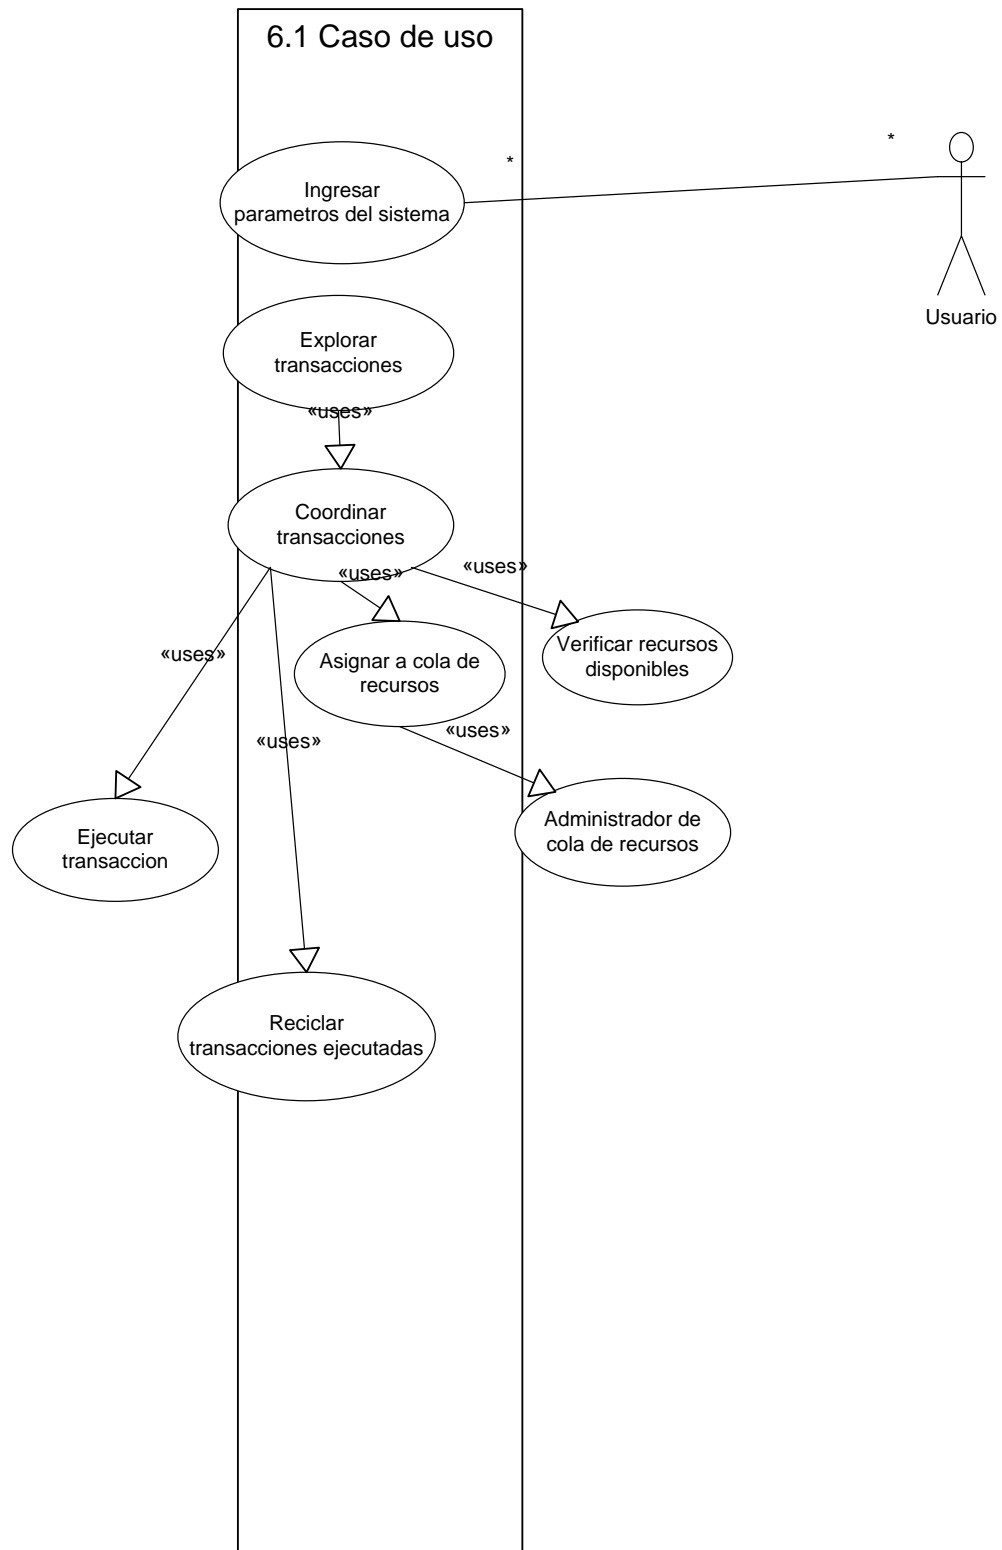 6.1 Caso de uso
*
*
Ingresar
parametros del sistema
Usuario
Explorar
transacciones
«uses»
Coordinar
transacciones
«uses»
«uses»
«uses»
Asignar a cola de
recursos
Verificar recursos
disponibles
«uses»
«uses»
Ejecutar
transaccion
Administrador de
cola de recursos
Reciclar
transacciones ejecutadas